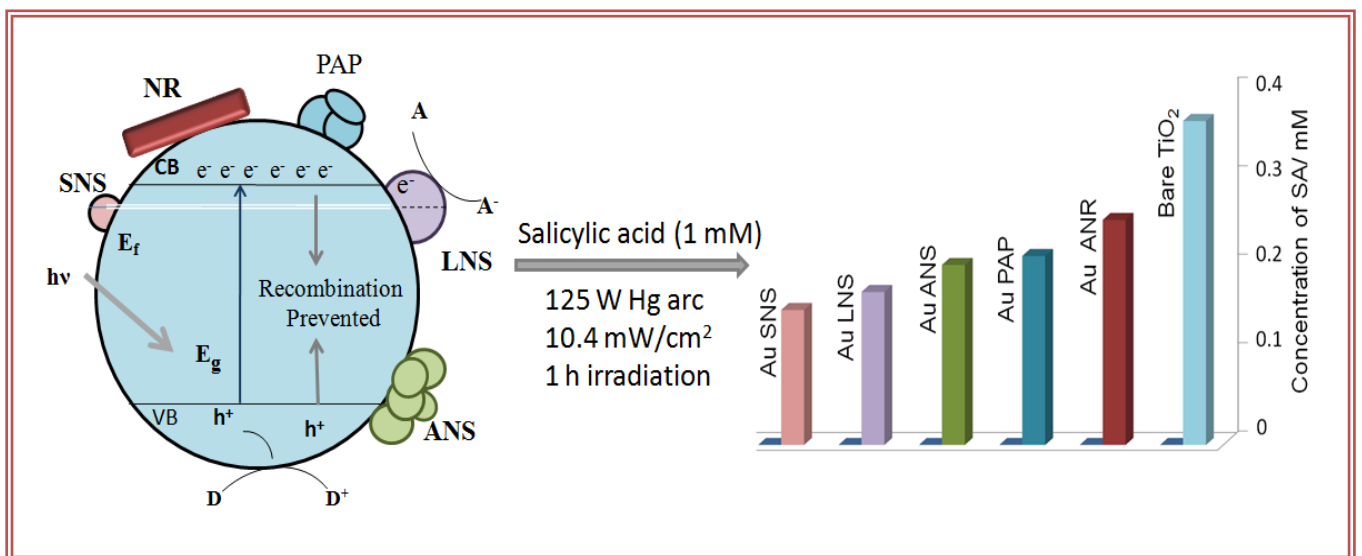 PAP
NR
A
CB e⁻ e⁻ e⁻ e⁻ e⁻ e⁻
e⁻
SNS
A⁻
E_f
LNS
hν
Recombination
Prevented
E_g
VB h⁺ h⁺
ANS
D D⁺
Salicylic acid (1 mM)
125 W Hg arc
10.4 mW/cm²
1 h irradiation
Au SNS
Au LNS
Au ANS
Au PAP
Au ANR
Bare TiO₂
0.4
0.3
0.2
0.1
0
Concentration of SA/ mM